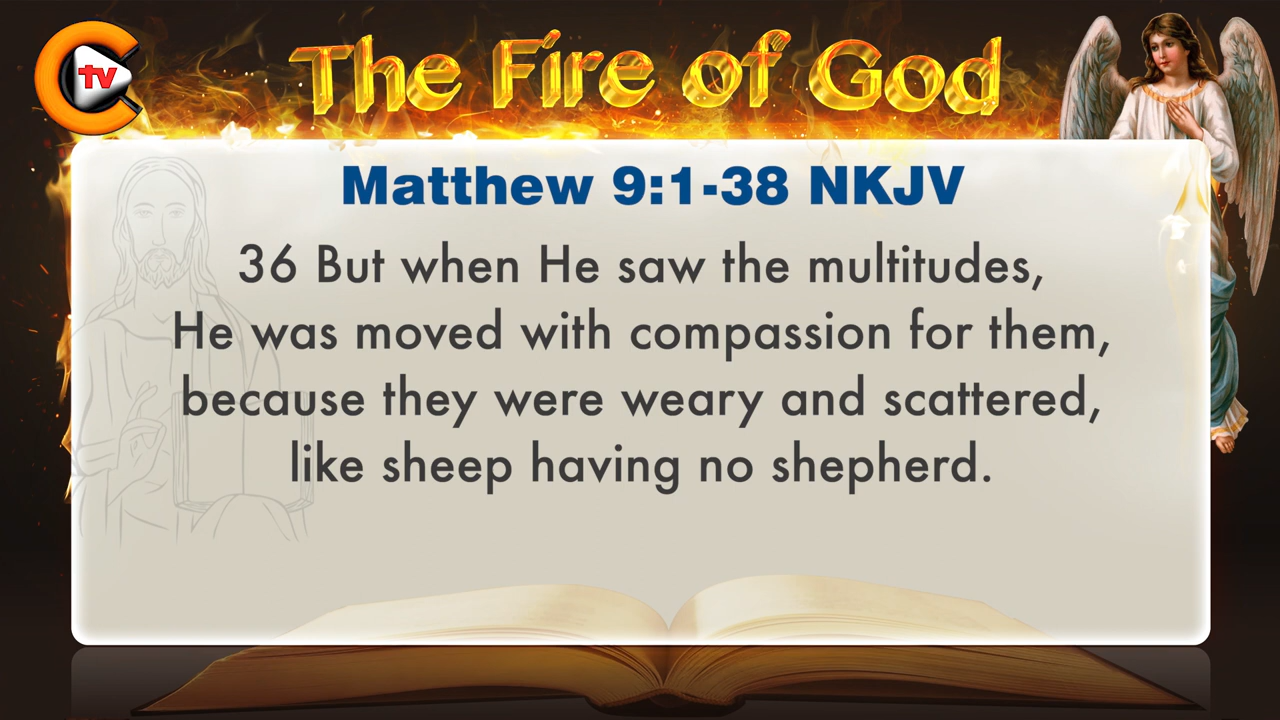 tv
The Fire of God
Matthew 9:1-38 NKJV
36 But when He saw the multitudes,
He was moved with compassion for them,
because they were weary and scattered,
like sheep having no shepherd.